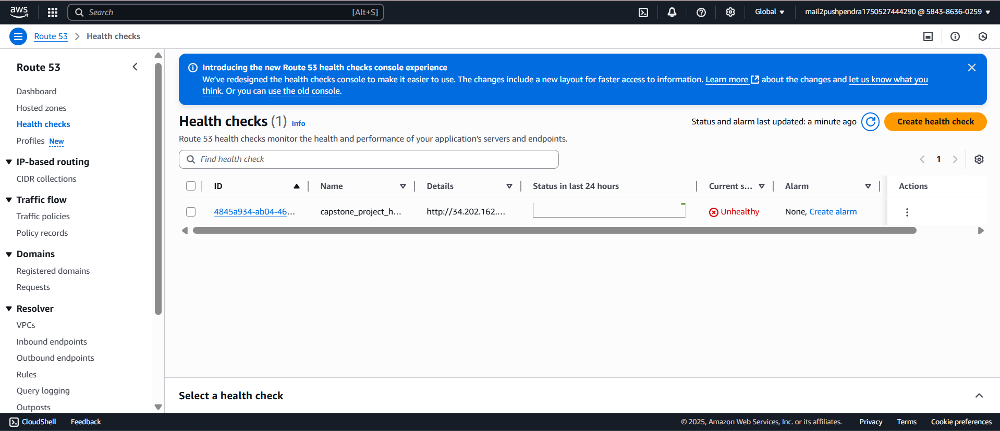 aws
Search [Alt+S]
Global
mail2pushpendra1750527444290 @ 5843-8636-0259
Route 53 Health checks
Route 53
Dashboard
Hosted zones
Health checks
Profiles New
IP-based routing
CIDR collections
Traffic flow
Traffic policies
Policy records
Domains
Registered domains
Requests
Resolver
VPCs
Inbound endpoints
Outbound endpoints
Rules
Query logging
Outposts
Introducing the new Route 53 health checks console experience
We've redesigned the health checks console to make it easier to use. The changes include a new layout for faster access to information. Learn more about the changes and let us know what you
think. Or you can use the old console.
Health checks (1) Info
Status and alarm last updated: a minute ago
Create health check
Route 53 health checks monitor the health and performance of your application's servers and endpoints.
Find health check
1
ID Name Details Status in last 24 hours Current s... Alarm Actions
4845a934-ab04-46... capstone_project_h... http://34.202.162.... Unhealthy None, Create alarm
Select a health check
CloudShell Feedback © 2025, Amazon Web Services, Inc. or its affiliates. Privacy Terms Cookie preferences